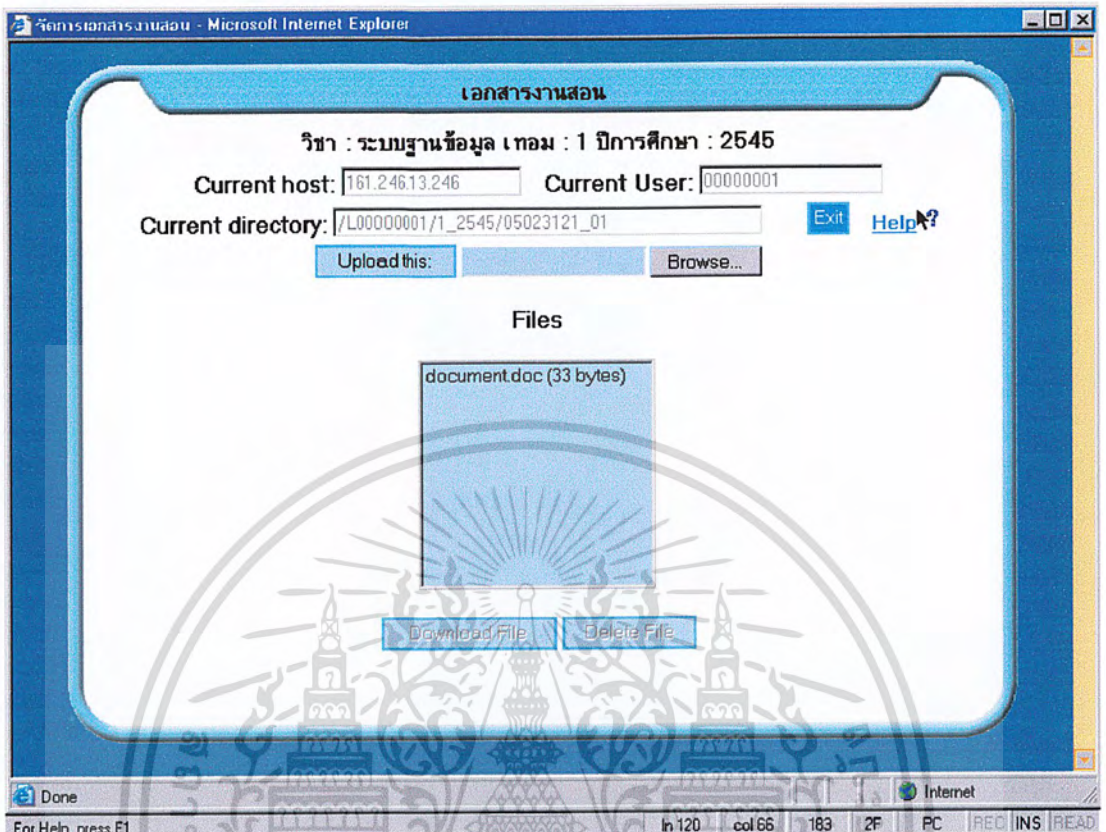 จัดการเอกสารงานสอน - Microsoft Internet Explorer
เอกสารงานสอน
วิชา : ระบบฐานข้อมูล เทอม : 1 ปีการศึกษา : 2545
Current host: 161.246.13.246 Current User: 00000001
Current directory: /L00000001/1_2545/05023121_01 Exit Help?
Upload this: Browse...
Files
document.doc (33 bytes)
Download File Delete File
Done Internet
For Help, press F1 ln 120 col 66 183 2F PC REC INS READ